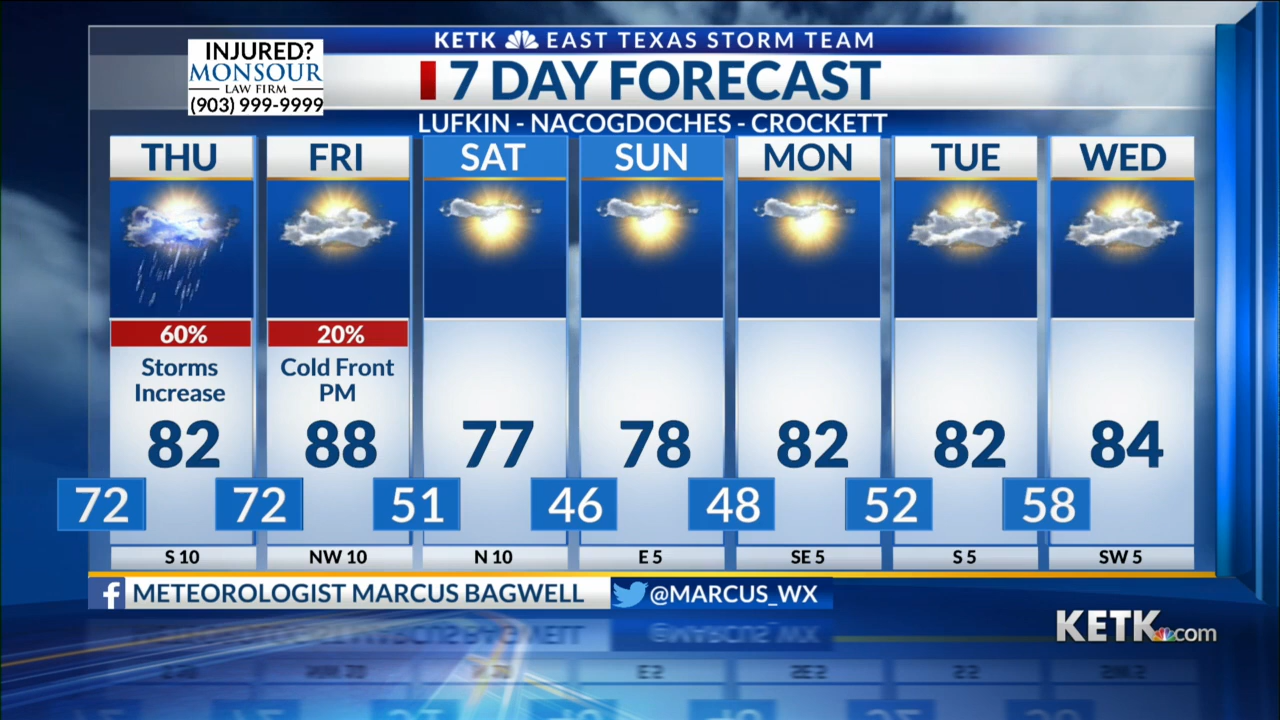 KETK EAST TEXAS STORM TEAM
INJURED?
MONSOUR
LAW FIRM
(903) 999-9999
7 DAY FORECAST
LUFKIN - NACOGDOCHES - CROCKETT
THU FRI SAT SUN MON TUE WED
60% 20%
Storms Cold Front
Increase PM
82 88 77 78 82 82 84
72 72 51 46 48 52 58
S 10 NW 10 N 10 E 5 SE 5 S 5 SW 5
f METEOROLOGIST MARCUS BAGWELL @MARCUS_WX
KETK.com